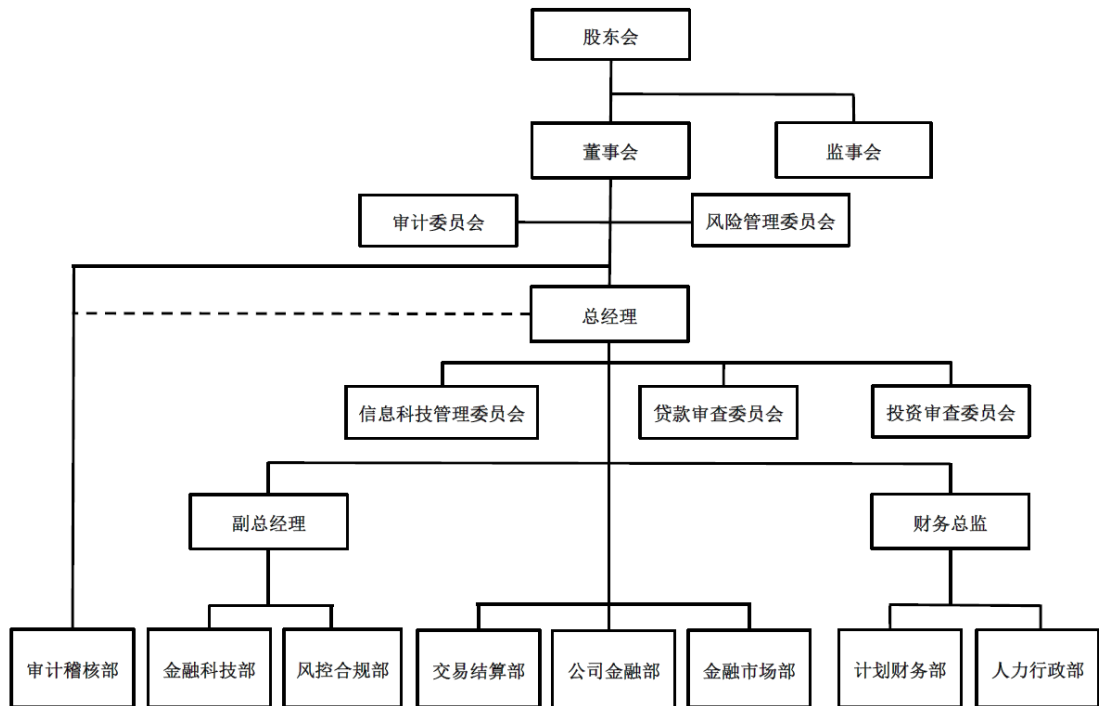 股东会
董事会
监事会
审计委员会
风险管理委员会
总经理
信息科技管理委员会
贷款审查委员会
投资审查委员会
副总经理
财务总监
审计稽核部
金融科技部
风控合规部
交易结算部
公司金融部
金融市场部
计划财务部
人力行政部